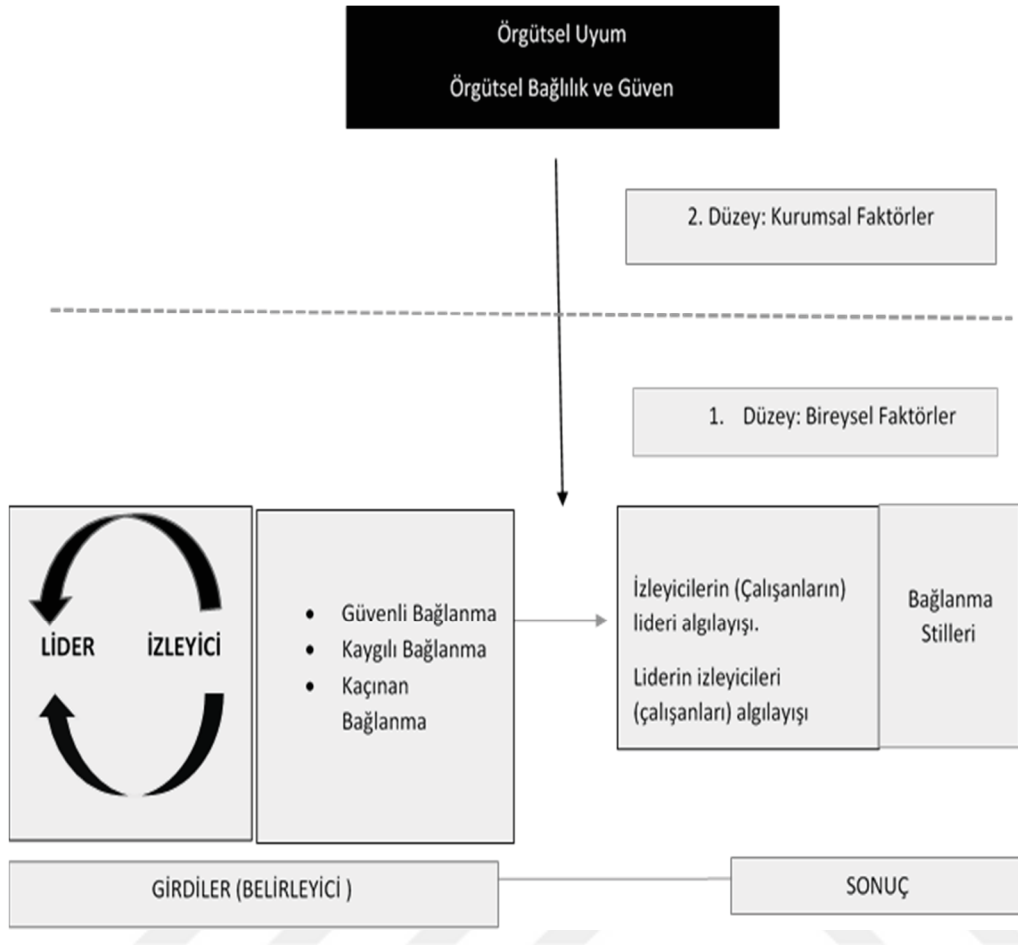 Örgütsel Uyum
Örgütsel Bağlılık ve Güven
2. Düzey: Kurumsal Faktörler
1. Düzey: Bireysel Faktörler
LİDER İZLEYİCİ
• Güvenli Bağlanma
• Kaygılı Bağlanma
• Kaçınan
Bağlanma
İzleyicilerin (Çalışanların)
lideri algılayışı.
Liderin izleyicileri
(çalışanları) algılayışı
Bağlanma
Stilleri
GİRDİLER (BELİRLEYİCİ )
SONUÇ